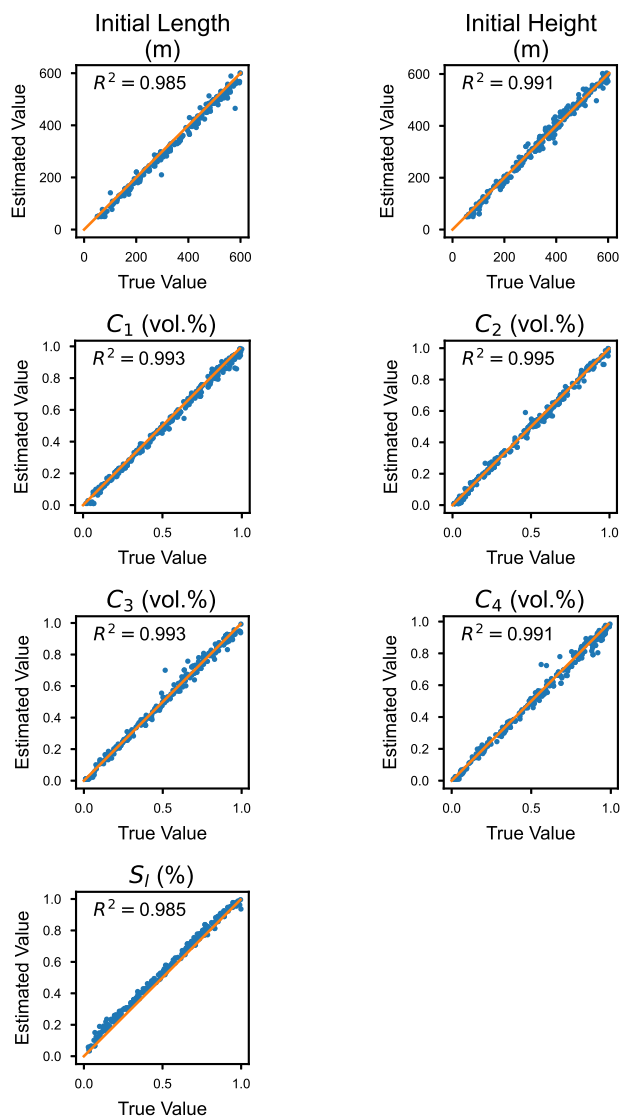 Initial Length
(m)
R² = 0.985
600
400
200
0
Estimated Value
0 200 400 600
True Value
Initial Height
(m)
R² = 0.991
600
400
200
0
Estimated Value
0 200 400 600
True Value
C₁ (vol.%)
R² = 0.993
1.0
0.8
0.6
0.4
0.2
0.0
Estimated Value
0.0 0.5 1.0
True Value
C₂ (vol.%)
R² = 0.995
1.0
0.8
0.6
0.4
0.2
0.0
Estimated Value
0.0 0.5 1.0
True Value
C₃ (vol.%)
R² = 0.993
1.0
0.8
0.6
0.4
0.2
0.0
Estimated Value
0.0 0.5 1.0
True Value
C₄ (vol.%)
R² = 0.991
1.0
0.8
0.6
0.4
0.2
0.0
Estimated Value
0.0 0.5 1.0
True Value
Sₗ (%)
R² = 0.985
1.0
0.8
0.6
0.4
0.2
0.0
Estimated Value
0.0 0.5 1.0
True Value